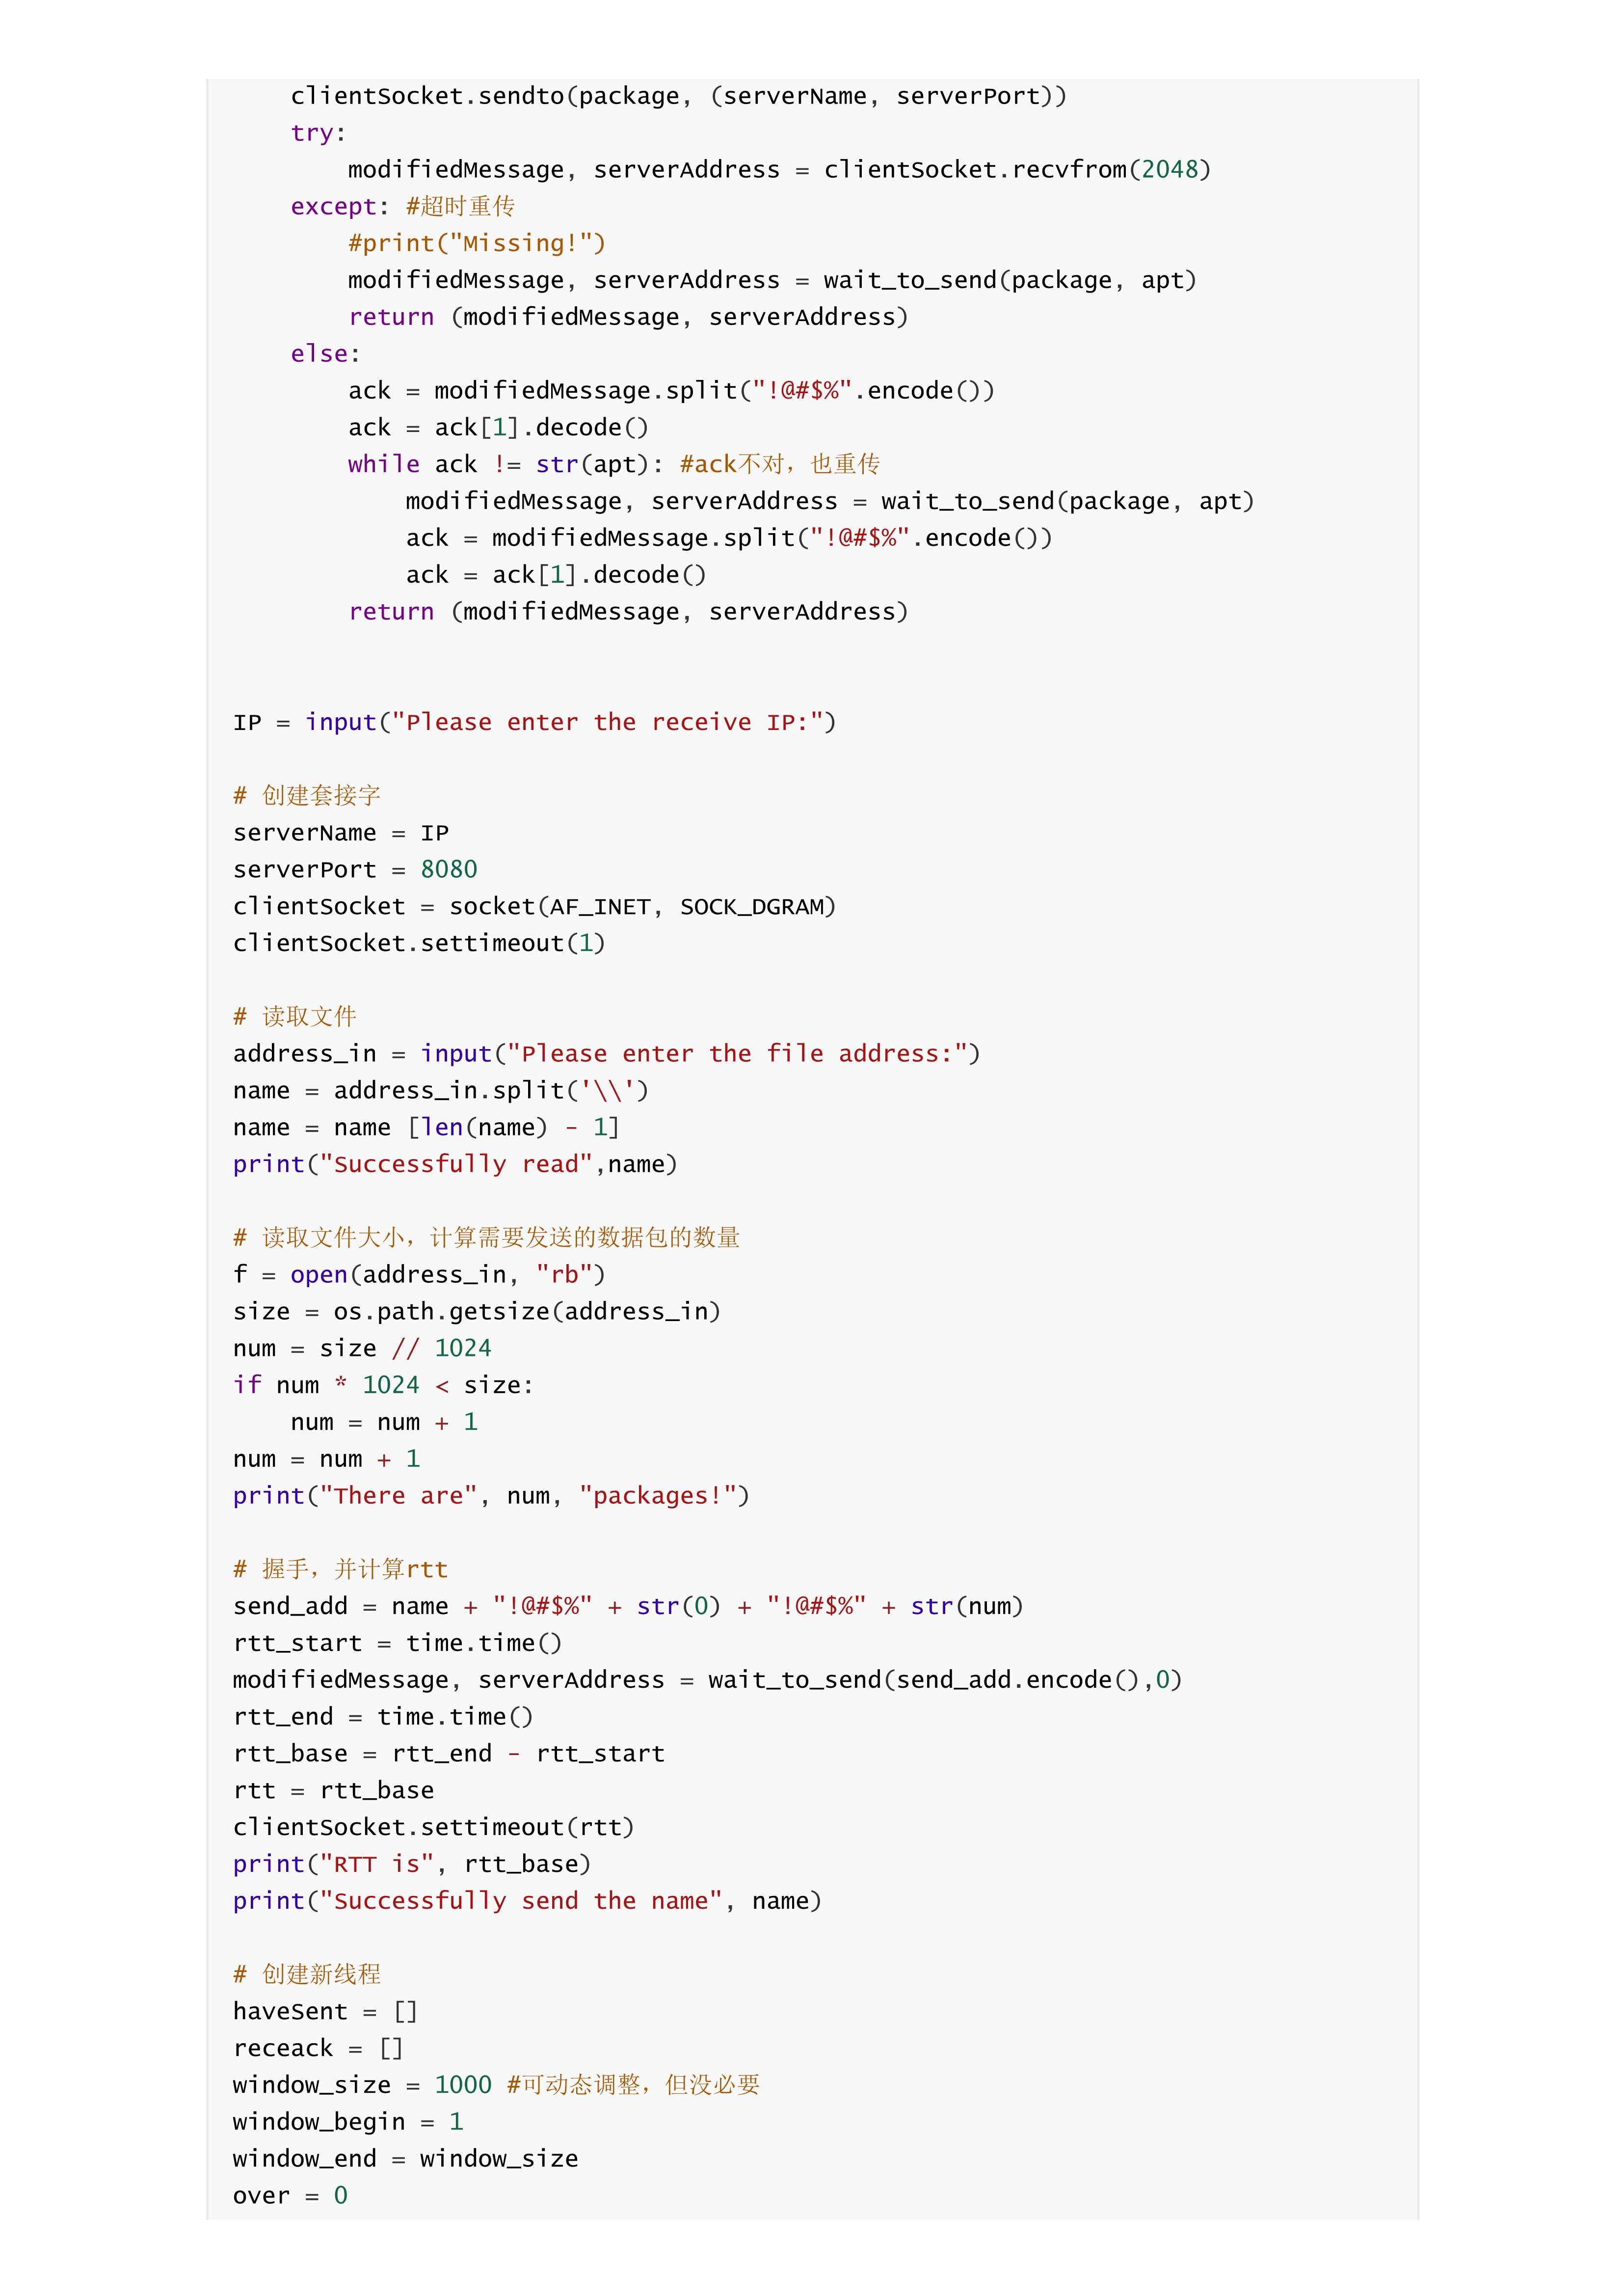 clientSocket.sendto(package, (serverName, serverPort))
    try:
        modifiedMessage, serverAddress = clientSocket.recvfrom(2048)
    except: #超时重传
        #print("Missing!")
        modifiedMessage, serverAddress = wait_to_send(package, apt)
        return (modifiedMessage, serverAddress)
    else:
        ack = modifiedMessage.split("!@#$%".encode())
        ack = ack[1].decode()
        while ack != str(apt): #ack不对，也重传
            modifiedMessage, serverAddress = wait_to_send(package, apt)
            ack = modifiedMessage.split("!@#$%".encode())
            ack = ack[1].decode()
        return (modifiedMessage, serverAddress)
IP = input("Please enter the receive IP:")
# 创建套接字
serverName = IP
serverPort = 8080
clientSocket = socket(AF_INET, SOCK_DGRAM)
clientSocket.settimeout(1)
# 读取文件
address_in = input("Please enter the file address:")
name = address_in.split('\\')
name = name [len(name) - 1]
print("Successfully read",name)
# 读取文件大小，计算需要发送的数据包的数量
f = open(address_in, "rb")
size = os.path.getsize(address_in)
num = size // 1024
if num * 1024 < size:
    num = num + 1
num = num + 1
print("There are", num, "packages!")
# 握手，并计算rtt
send_add = name + "!@#$%" + str(0) + "!@#$%" + str(num)
rtt_start = time.time()
modifiedMessage, serverAddress = wait_to_send(send_add.encode(),0)
rtt_end = time.time()
rtt_base = rtt_end - rtt_start
rtt = rtt_base
clientSocket.settimeout(rtt)
print("RTT is", rtt_base)
print("Successfully send the name", name)
# 创建新线程
haveSent = []
receack = []
window_size = 1000 #可动态调整，但没必要
window_begin = 1
window_end = window_size
over = 0